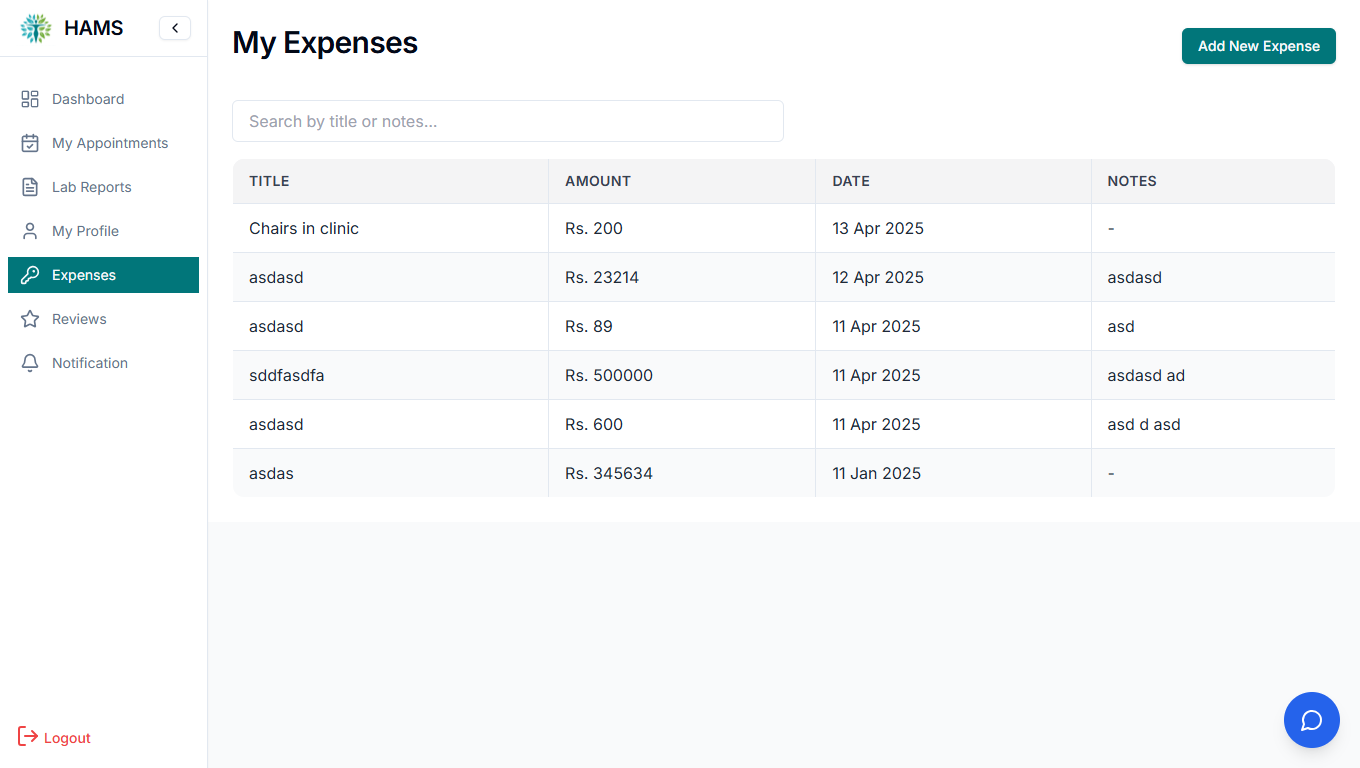 HAMS
My Expenses
Add New Expense
Dashboard
My Appointments
Lab Reports
My Profile
Expenses
Reviews
Notification
Logout
Search by title or notes...
TITLE AMOUNT DATE NOTES
Chairs in clinic Rs. 200 13 Apr 2025 -
asdasd Rs. 23214 12 Apr 2025 asdasd
asdasd Rs. 89 11 Apr 2025 asd
sddfasdfa Rs. 500000 11 Apr 2025 asdasd ad
asdasd Rs. 600 11 Apr 2025 asd d asd
asdas Rs. 345634 11 Jan 2025 -